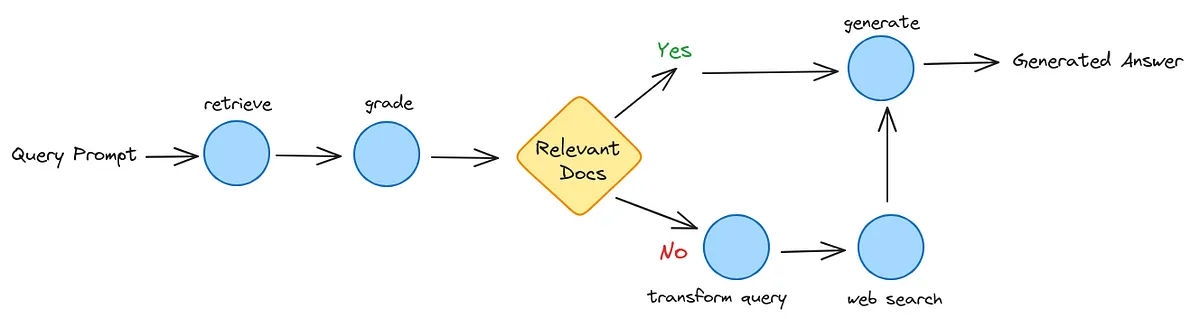 Query Prompt
retrieve
grade
Relevant
Docs
Yes
No
transform query
web search
generate
Generated Answer